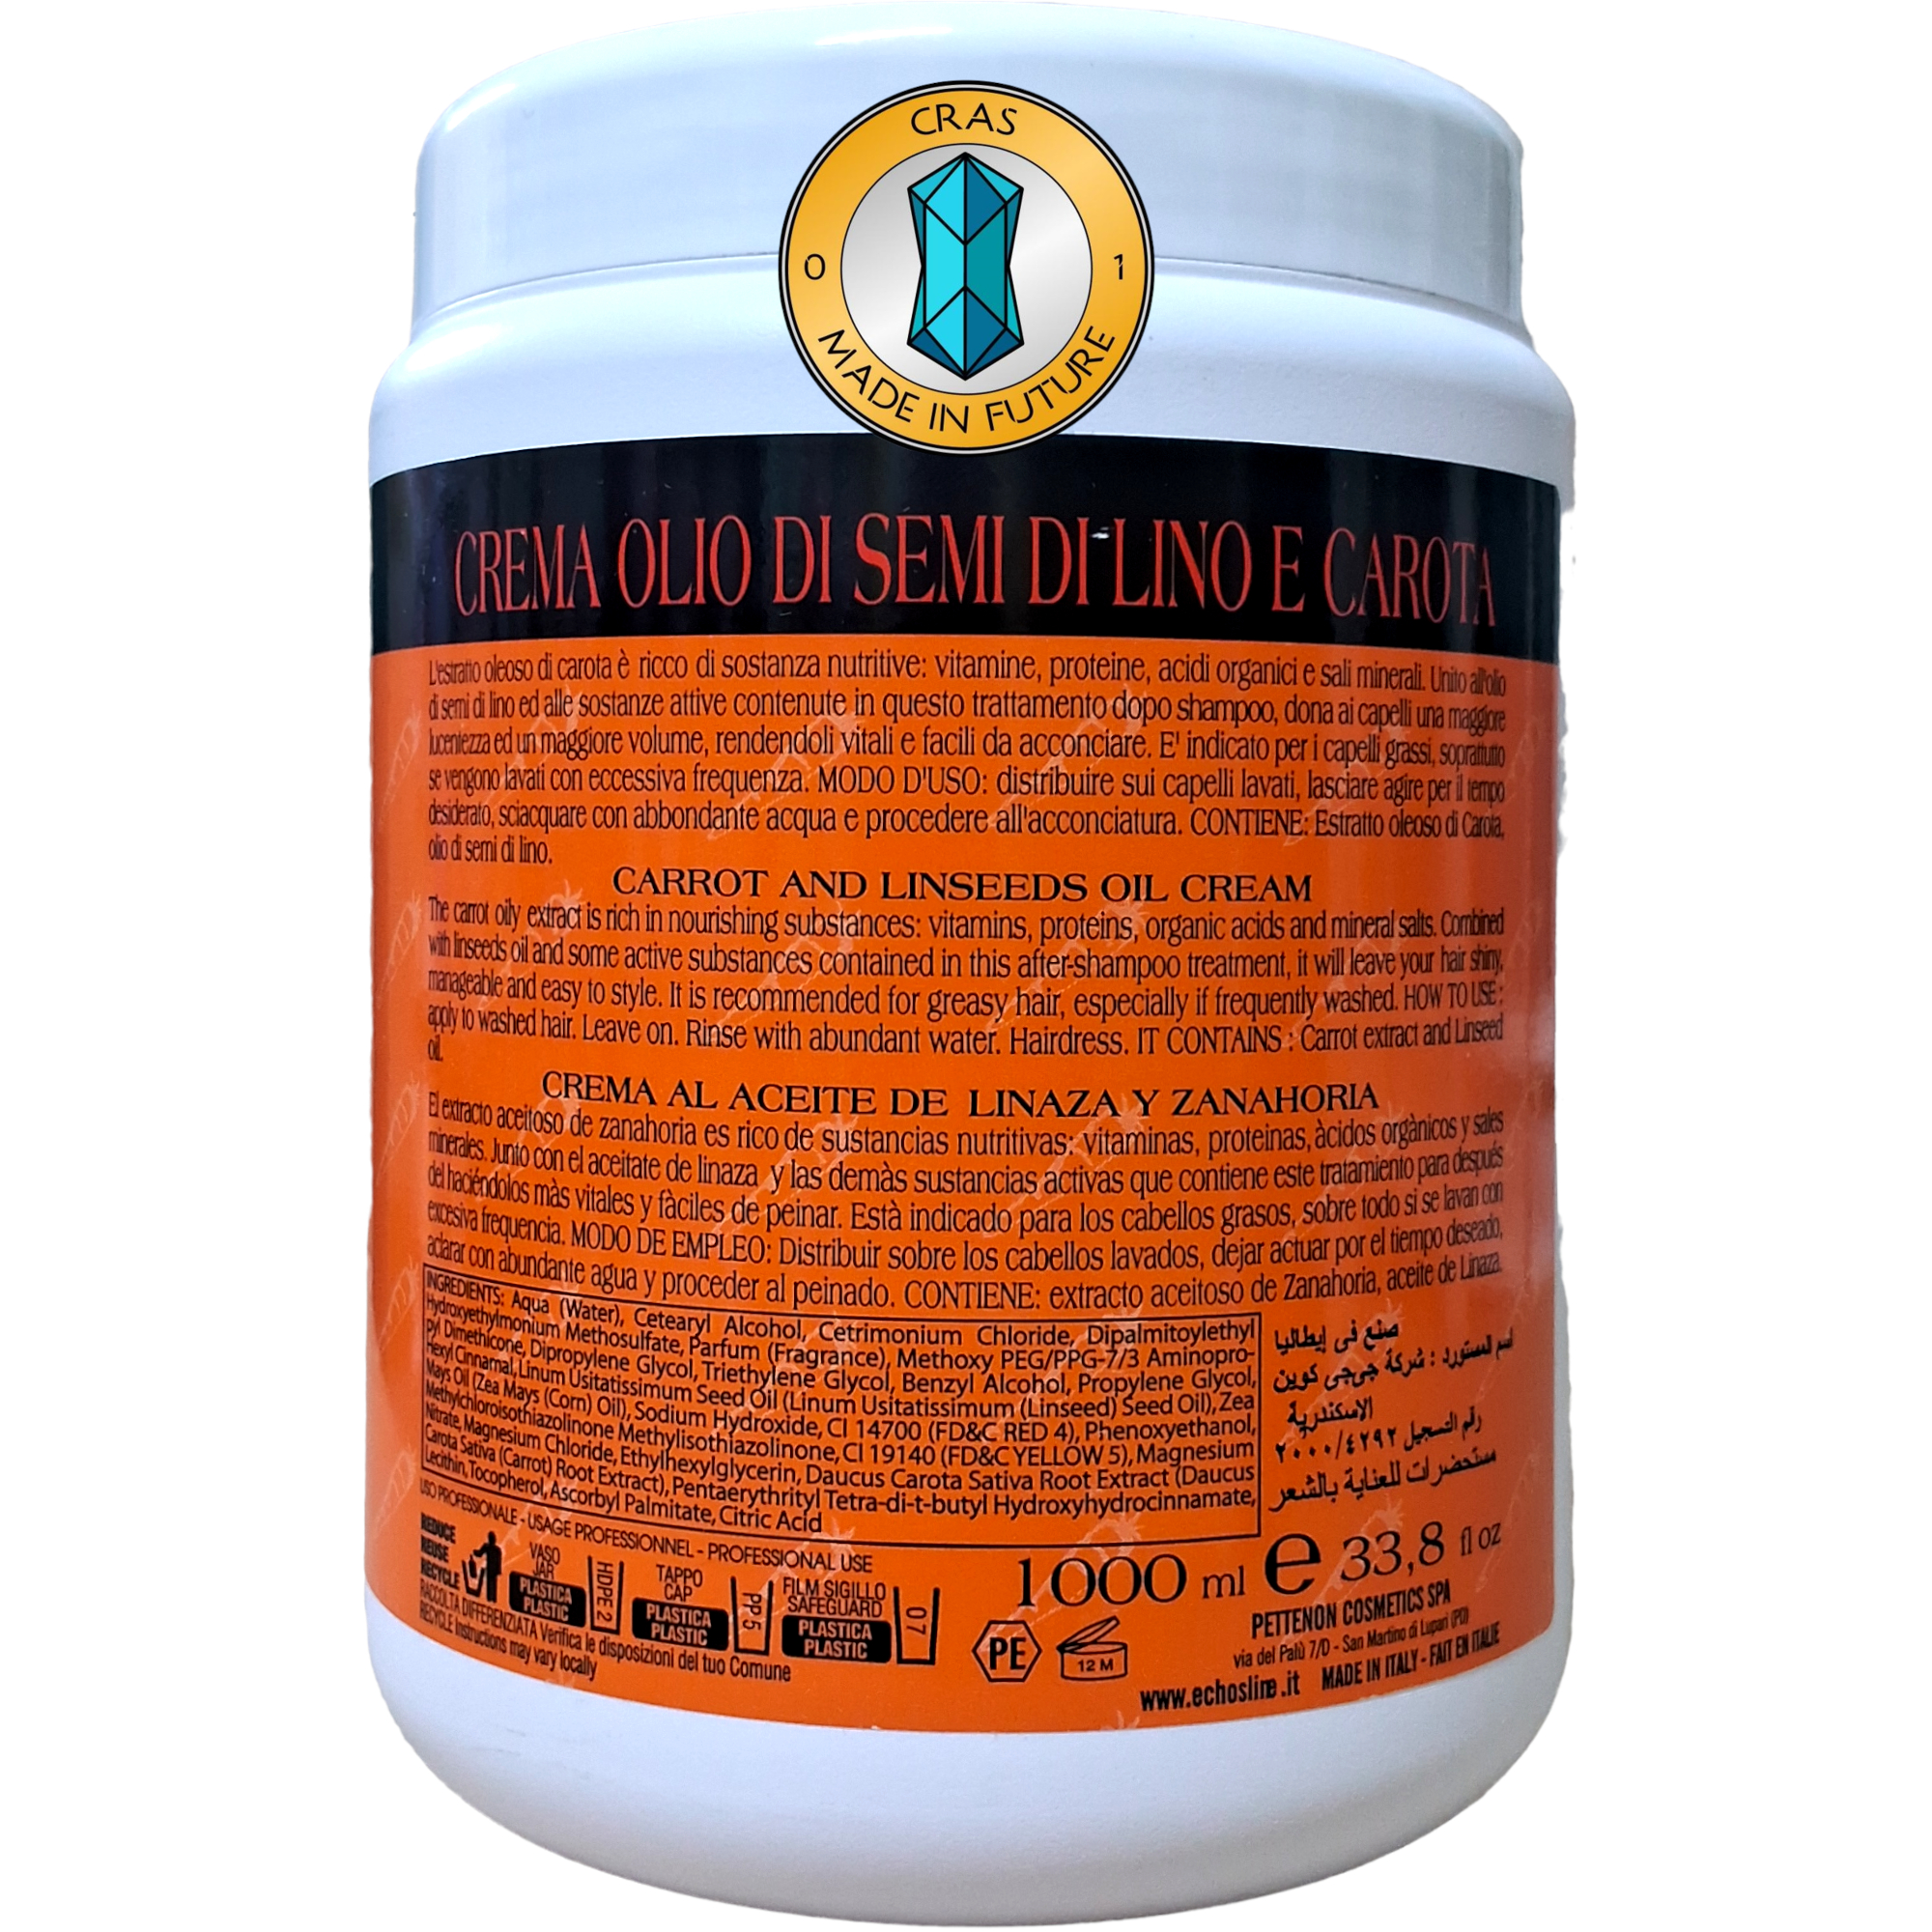 CRAS
0 1
MADE IN FUTURE
CREMA OLIO DI SEMI DI LINO E CAROTA
L'estratto oleoso di carota è ricco di sostanza nutritive: vitamine, proteine, acidi organici e sali minerali. Unito all'olio
di semi di lino ed alle sostanze attive contenute in questo trattamento dopo shampoo, dona ai capelli una maggiore
lucentezza ed un maggiore volume, rendendoli vitali e facili da acconciare. E' indicato per i capelli grassi, soprattutto
se vengono lavati con eccessiva frequenza. MODO D'USO: distribuire sui capelli lavati, lasciare agire per il tempo
desiderato, sciacquare con abbondante acqua e procedere all'acconciatura. CONTIENE: Estratto oleoso di Carota,
olio di semi di lino.
CARROT AND LINSEEDS OIL CREAM
The carrot oily extract is rich in nourishing substances: vitamins, proteins, organic acids and mineral salts. Combined
with linseeds oil and some active substances contained in this after-shampoo treatment, it will leave your hair shiny,
manageable and easy to style. It is recommended for greasy hair, especially if frequently washed. HOW TO USE :
apply to washed hair. Leave on. Rinse with abundant water. Hairdress. IT CONTAINS : Carrot extract and Linseed
oil.
CREMA AL ACEITE DE LINAZA Y ZANAHORIA
El extracto aceitoso de zanahoria es rico de sustancias nutritivas: vitaminas, proteinas, àcidos orgànicos y sales
minerales. Junto con el aceitate de linaza y las demàs sustancias activas que contiene este tratamiento para después
del haciéndolos màs vitales y fàciles de peinar. Està indicado para los cabellos grasos, sobre todo si se lavan con
excesiva frequencia. MODO DE EMPLEO: Distribuir sobre los cabellos lavados, dejar actuar por el tiempo deseado,
aclarar con abundante agua y proceder al peinado. CONTIENE: extracto aceitoso de Zanahoria, aceite de Linaza.
INGREDIENTS: Aqua (Water), Cetearyl Alcohol, Cetrimonium Chloride, Dipalmitoylethyl
Hydroxyethylmonium Methosulfate, Parfum (Fragrance), Methoxy PEG/PPG-7/3 Aminopro-
pyl Dimethicone, Dipropylene Glycol, Triethylene Glycol, Benzyl Alcohol, Propylene Glycol,
Hexyl Cinnamal, Linum Usitatissimum Seed Oil (Linum Usitatissimum (Linseed) Seed Oil), Zea
Mays Oil (Zea Mays (Corn) Oil), Sodium Hydroxide, CI 14700 (FD&C RED 4), Phenoxyethanol,
Methylchloroisothiazolinone Methylisothiazolinone, CI 19140 (FD&C YELLOW 5), Magnesium
Nitrate, Magnesium Chloride, Ethylhexylglycerin, Daucus Carota Sativa Root Extract (Daucus
Carota Sativa (Carrot) Root Extract), Pentaerythrityl Tetra-di-t-butyl Hydroxyhydrocinnamate,
Lecithin, Tocopherol, Ascorbyl Palmitate, Citric Acid
صنع في إيطاليا
اسم المستورد : شركة جى جى كوين
الاسكندرية
رقم التسجيل ٢٠٠٠/٤٢٩٢
مستحضرات للعناية بالشعر
USO PROFESSIONALE - USAGE PROFESSIONNEL - PROFESSIONAL USE
REDUCE
REUSE
RECYCLE
VASO
JAR
PLASTICA
PLASTIC
HDPE 2
TAPPO
CAP
PLASTICA
PLASTIC
PP 5
FILM SIGILLO
SAFEGUARD
PLASTICA
PLASTIC
07
RACCOLTA DIFFERENZIATA Verifica le disposizioni del tuo Comune
RECYCLE Instructions may vary locally
1000 ml e 33,8 fl oz
PE
12 M
PETTENON COSMETICS SPA
via del Palù 7/D - San Martino di Lupari (PD)
www.echosline.it MADE IN ITALY - FAIT EN ITALIE